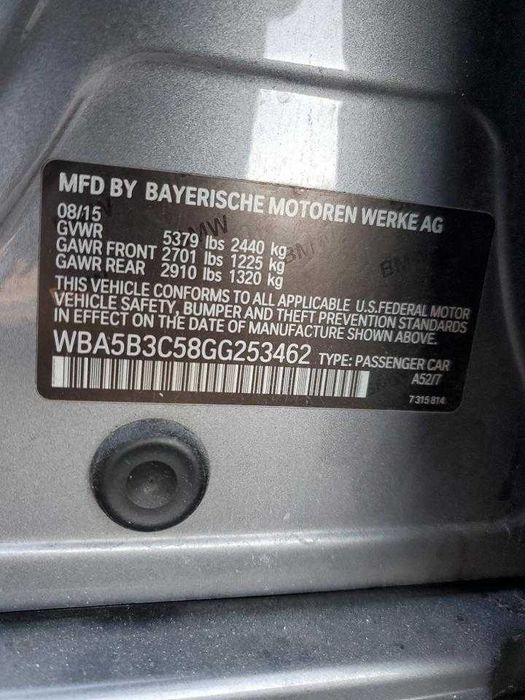 MFD BY BAYERISCHE MOTOREN WERKE AG
08/15
GVWR 5379 lbs 2440 kg
GAWR FRONT 2701 lbs 1225 kg
GAWR REAR 2910 lbs 1320 kg
THIS VEHICLE CONFORMS TO ALL APPLICABLE U.S.FEDERAL MOTOR
VEHICLE SAFETY, BUMPER AND THEFT PREVENTION STANDARDS
IN EFFECT ON THE DATE OF MANUFACTURE SHOWN ABOVE.
WBA5B3C58GG253462 TYPE: PASSENGER CAR
A52/7
7 315 814